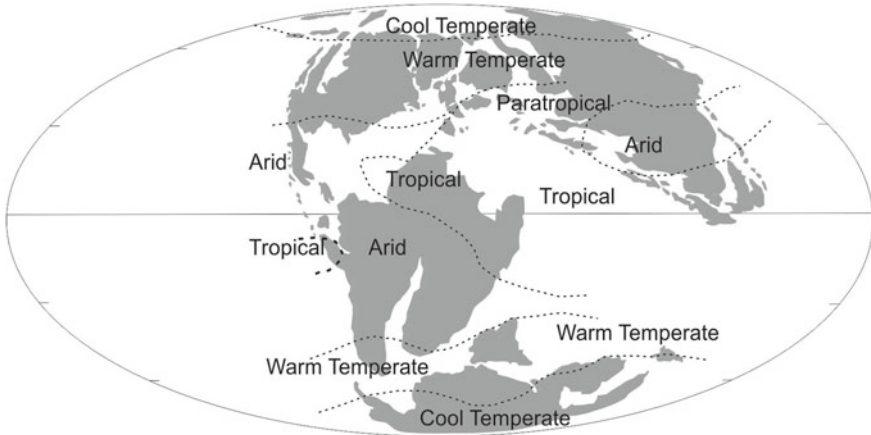 Cool Temperate
Warm Temperate
Paratropical
Arid
Arid
Tropical
Tropical
Tropical
Arid
Warm Temperate
Warm Temperate
Cool Temperate